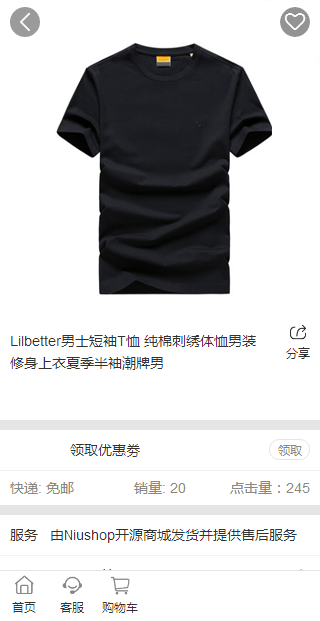 Lilbetter男士短袖T恤 纯棉刺绣体恤男装
修身上衣夏季半袖潮牌男
分享
领取优惠劵
领取
快递: 免邮 销量: 20 点击量：245
服务 由Niushop开源商城发货并提供售后服务
首页 客服 购物车